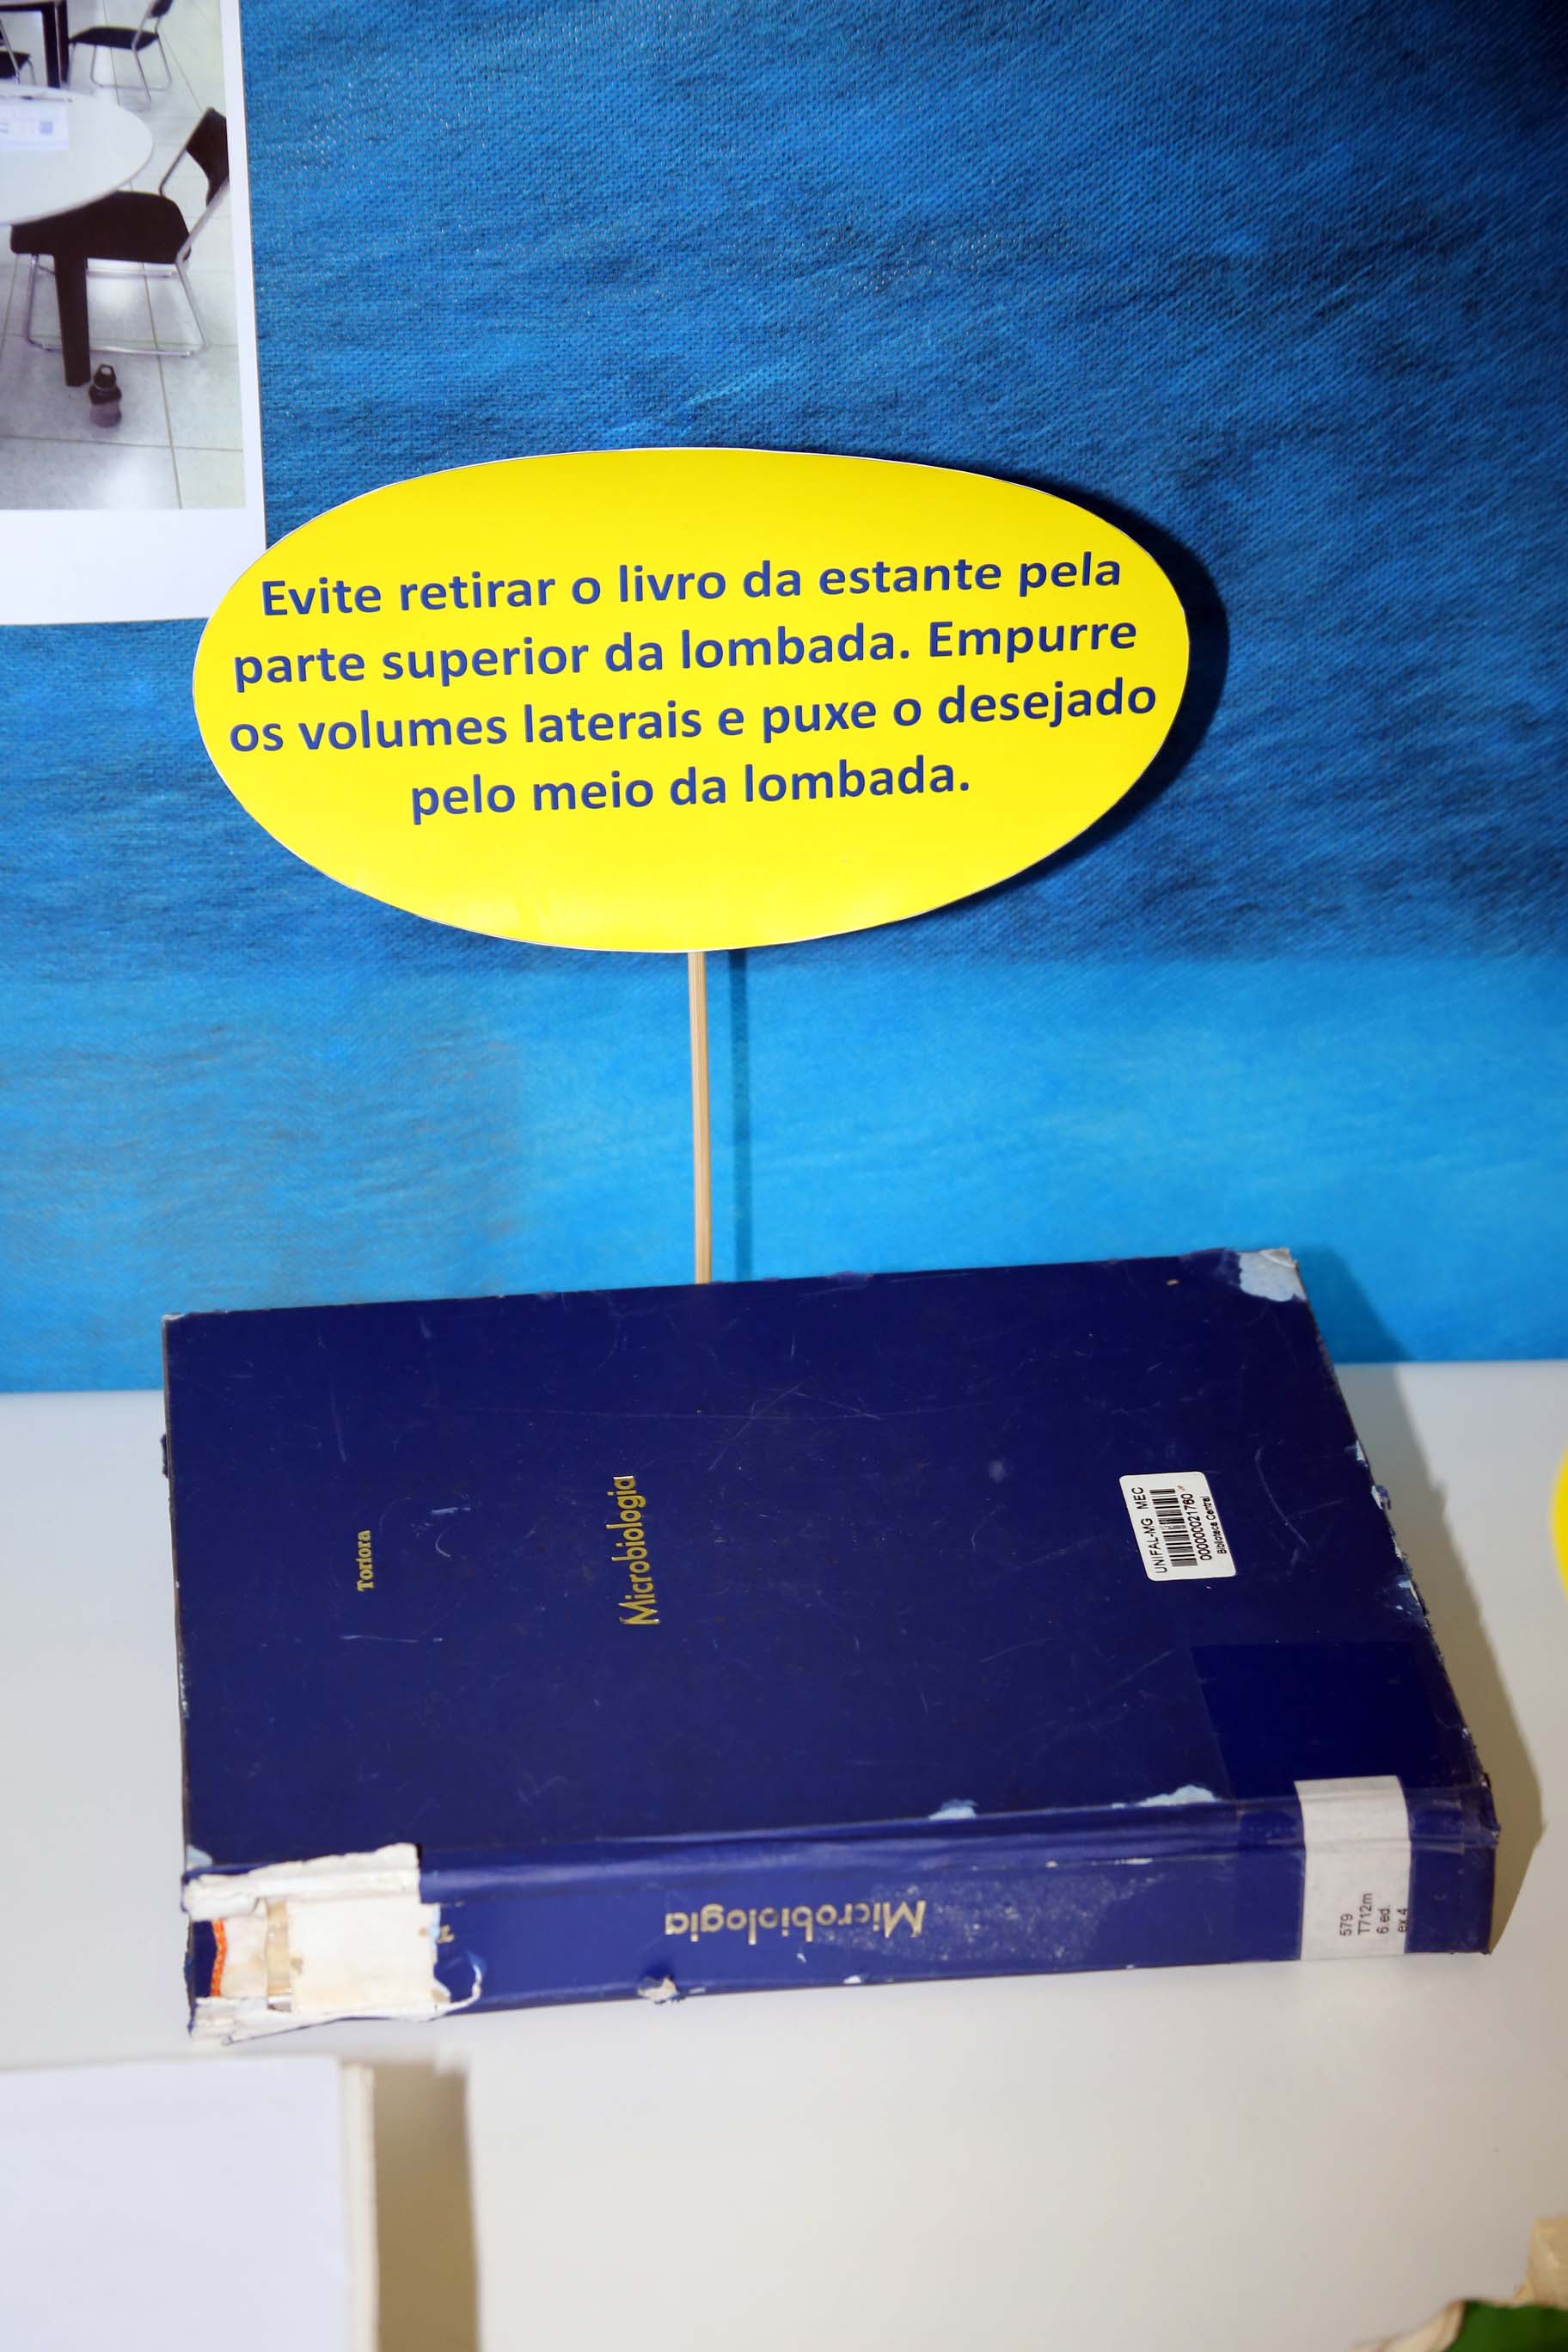 Evite retirar o livro da estante pela
parte superior da lombada. Empurre
os volumes laterais e puxe o desejado
pelo meio da lombada.
Tortora
Microbiologia
UNIFAL-MG MEC
000000021760
Biblioteca Central
Microbiologia
579
T712m
6.ed.
ex.4